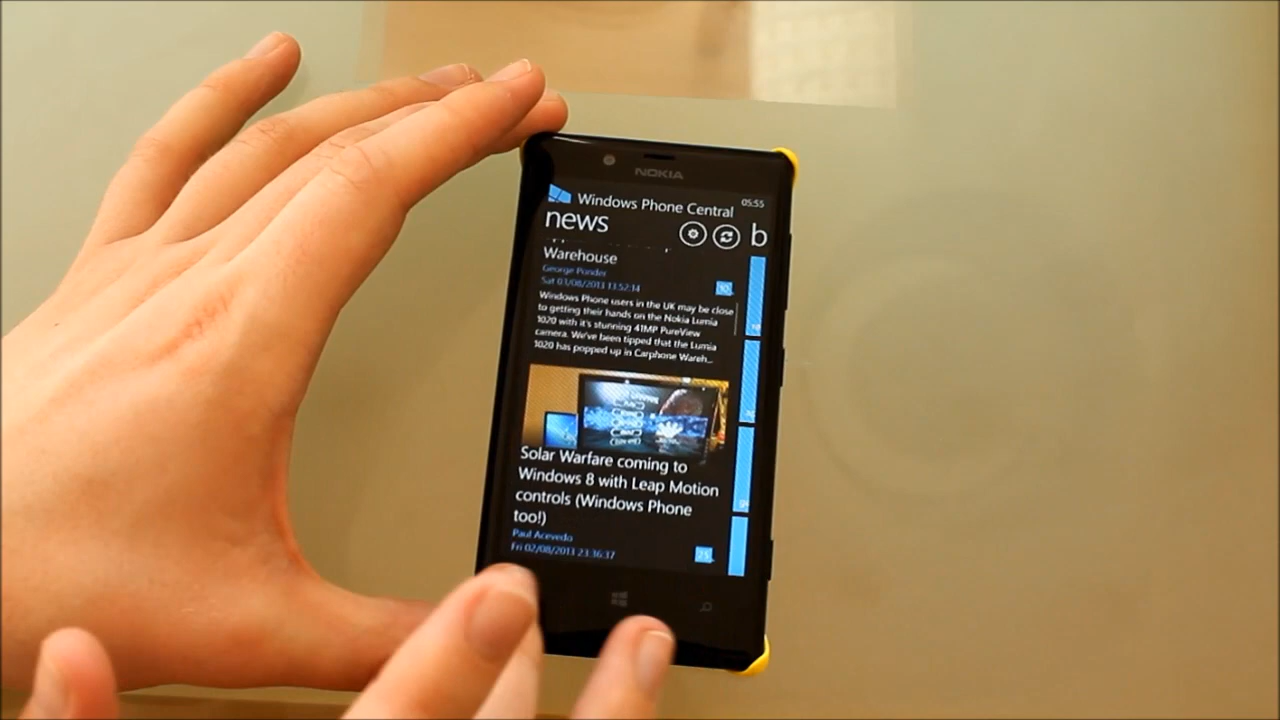 NOKIA
05:55
Windows Phone Central
news
b
Warehouse
George Ponder
Sat 03/08/2013 13:52:14
Windows Phone users in the UK may be close
to getting their hands on the Nokia Lumia
1020 with it's stunning 41MP PureView
camera. We've been tipped that the Lumia
1020 has popped up in Carphone Wareh...
Solar Warfare coming to
Windows 8 with Leap Motion
controls (Windows Phone
too!)
Paul Acevedo
Fri 02/08/2013 23:36:37